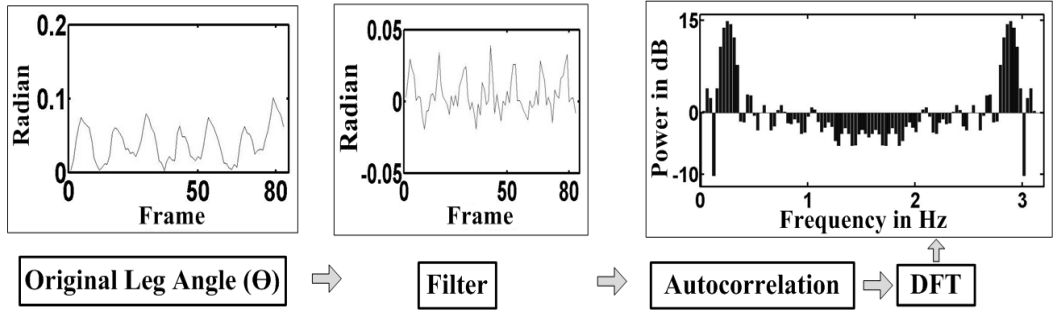 0.2
0.1
0
Radian
0 50 80
Frame
0.05
0
-0.05
Radian
0 50 80
Frame
15
0
-10
Power in dB
0 1 2 3
Frequency in Hz
Original Leg Angle (Θ)
Filter
Autocorrelation
DFT